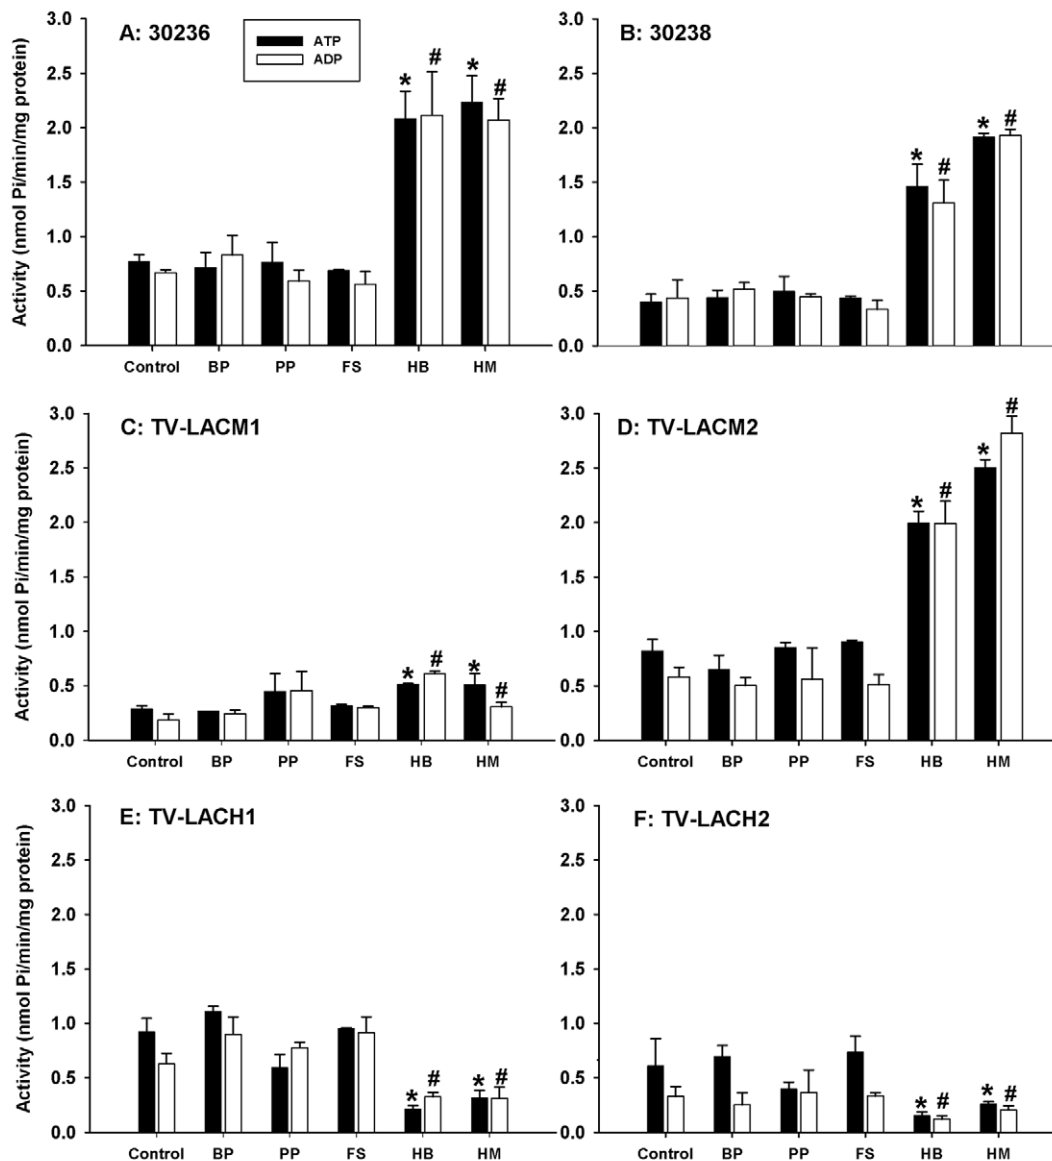 A: 30236
ATP
ADP
Activity (nmol Pi/min/mg protein)
3.0
2.5
2.0
1.5
1.0
0.5
0.0
* # * #
Control BP PP FS HB HM
B: 30238
3.0
2.5
2.0
1.5
1.0
0.5
0.0
* # * #
C: TV-LACM1
Activity (nmol Pi/min/mg protein)
3.0
2.5
2.0
1.5
1.0
0.5
0.0
* # * #
Control BP PP FS HB HM
D: TV-LACM2
3.0
2.5
2.0
1.5
1.0
0.5
0.0
* # * #
Control BP PP FS HB HM
E: TV-LACH1
Activity (nmol Pi/min/mg protein)
3.0
2.5
2.0
1.5
1.0
0.5
0.0
* # * #
Control BP PP FS HB HM
F: TV-LACH2
3.0
2.5
2.0
1.5
1.0
0.5
0.0
* # * #
Control BP PP FS HB HM